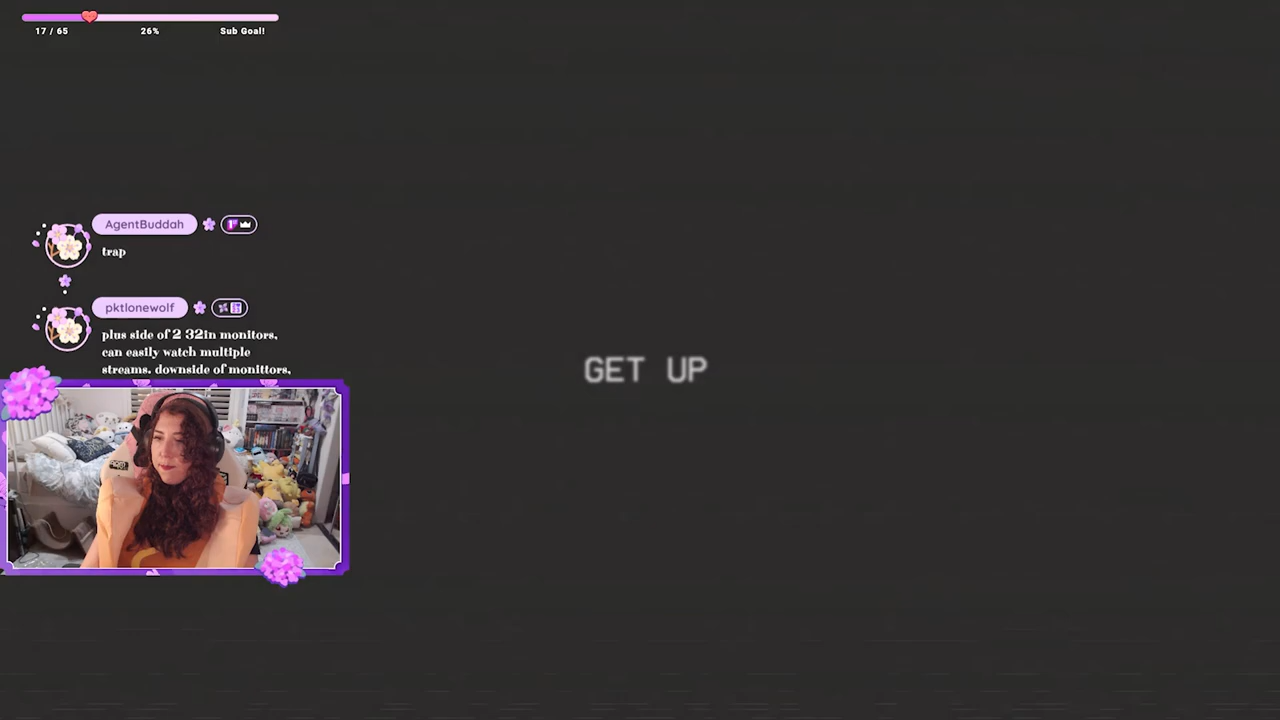 17 / 65 26% Sub Goal!
AgentBuddah
trap
pktlonewolf
plus side of 2 32in monitors,
can easily watch multiple
streams. downside of monittors,
GET UP